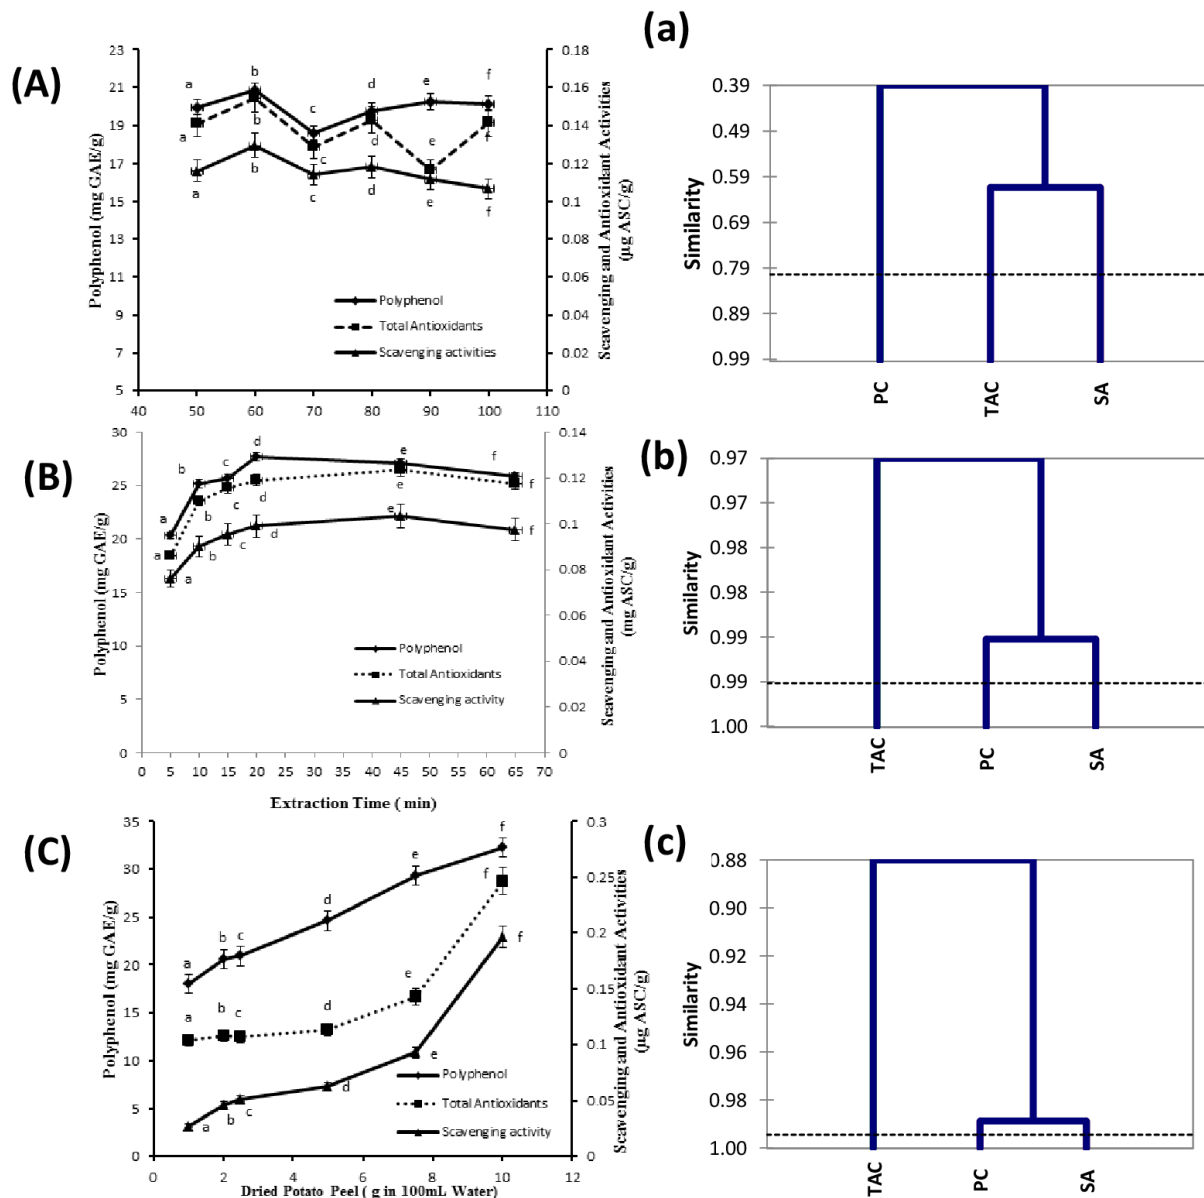 (A)
23
21
19
17
15
13
11
9
7
5
Polyphenol (mg GAE/g)
0.18
0.16
0.14
0.12
0.1
0.08
0.06
0.04
0.02
0
Scavenging and Antioxidant Activities
(µg ASC/g)
a
b
c
d
e
f
a
b
c
d
e
f
a
b
c
d
e
f
Polyphenol
Total Antioxidants
Scavenging activities
40 50 60 70 80 90 100 110
(a)
0.39
0.49
0.59
0.69
0.79
0.89
0.99
Similarity
PC
TAC
SA
(B)
30
25
20
15
10
5
0
Polyphenol (mg GAE/g)
0.14
0.12
0.1
0.08
0.06
0.04
0.02
0
Scavenging and Antioxidant Activities
(mg ASC/g)
a
b
c
d
e
f
a
b
c
d
e
f
a
b
c
d
e
f
Polyphenol
Total Antioxidants
Scavenging activity
0 5 10 15 20 25 30 35 40 45 50 55 60 65 70
Extraction Time ( min)
(b)
0.97
0.97
0.98
0.98
0.99
0.99
1.00
Similarity
TAC
PC
SA
(C)
35
30
25
20
15
10
5
0
Polyphenol (mg GAE/g)
0.3
0.25
0.2
0.15
0.1
0.05
0
Scavenging and Antioxidant Activities
(µg ASC/g)
a
b
c
d
e
f
a
b
c
d
e
f
a
b
c
d
e
f
Polyphenol
Total Antioxidants
Scavenging activity
0 2 4 6 8 10 12
Dried Potato Peel ( g in 100mL Water)
(c)
0.88
0.90
0.92
0.94
0.96
0.98
1.00
Similarity
TAC
PC
SA